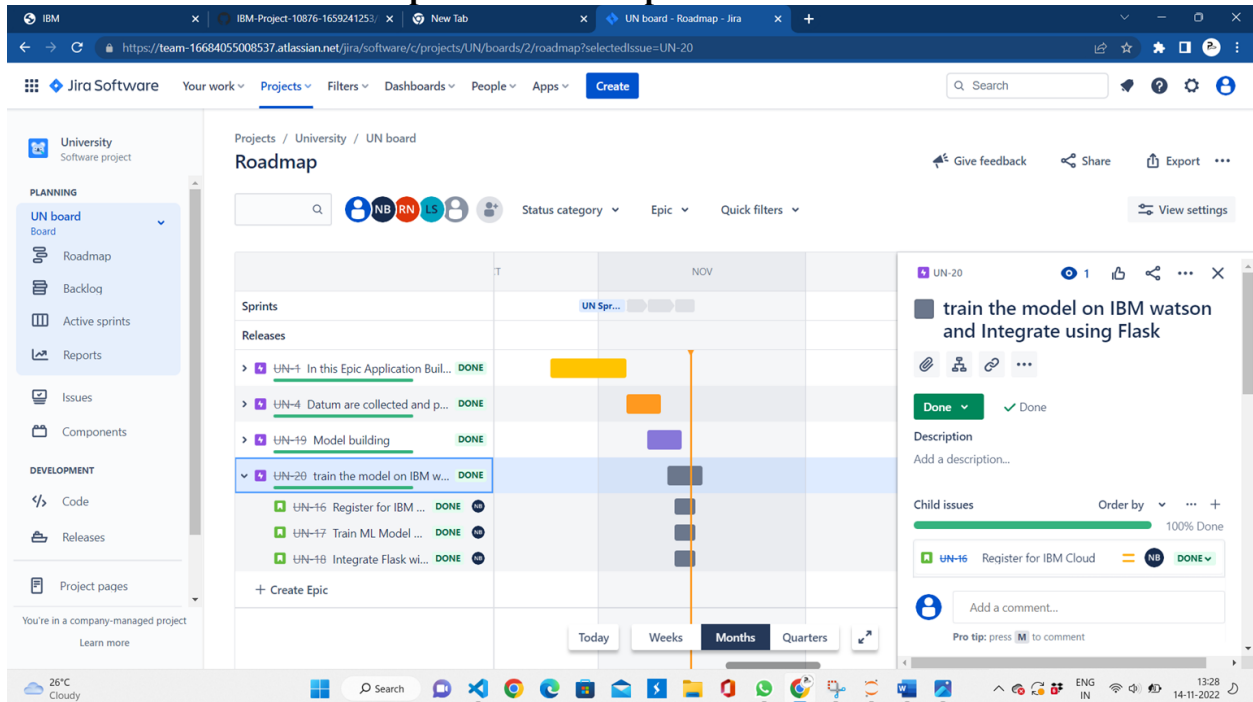 IBM
IBM-Project-10876-1659241253/
New Tab
UN board - Roadmap - Jira
https://team-16684055008537.atlassian.net/jira/software/c/projects/UN/boards/2/roadmap?selectedIssue=UN-20
Jira Software
Your work
Projects
Filters
Dashboards
People
Apps
Create
Search
University
Software project
PLANNING
UN board
Board
Roadmap
Backlog
Active sprints
Reports
Issues
Components
DEVELOPMENT
Code
Releases
Project pages
You're in a company-managed project
Learn more
Projects / University / UN board
Roadmap
Give feedback
Share
Export
NB RN LS
Status category
Epic
Quick filters
View settings
T NOV
Sprints UN Spr...
Releases
UN-1 In this Epic Application Buil... DONE
UN-4 Datum are collected and p... DONE
UN-19 Model building DONE
UN-20 train the model on IBM w... DONE
UN-16 Register for IBM ... DONE NB
UN-17 Train ML Model ... DONE NB
UN-18 Integrate Flask wi... DONE NB
+ Create Epic
Today Weeks Months Quarters
UN-20 1
train the model on IBM watson
and Integrate using Flask
Done
Done
Description
Add a description...
Child issues Order by
100% Done
UN-16 Register for IBM Cloud NB DONE
Add a comment...
Pro tip: press M to comment
26°C
Cloudy
Search
ENG
IN
13:28
14-11-2022